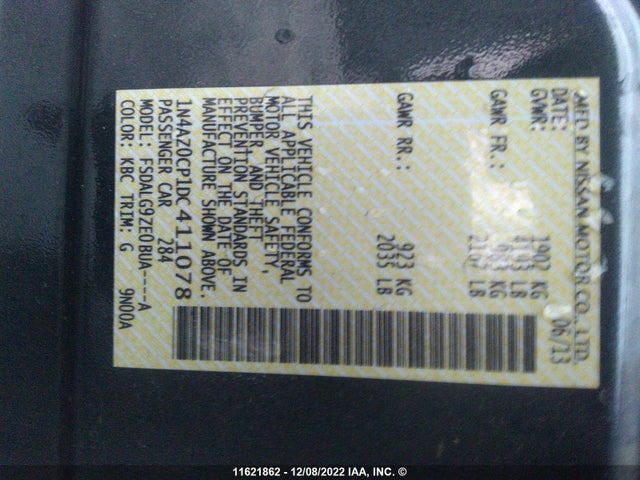 MFD BY NISSAN MOTOR CO., LTD.
DATE: 06/13
GVWR: 1902 KG
LB
GAWR FR.: KG
LB
GAWR RR.: 923 KG
2035 LB
THIS VEHICLE CONFORMS TO
ALL APPLICABLE FEDERAL
MOTOR VEHICLE SAFETY,
BUMPER, AND THEFT
PREVENTION STANDARDS IN
EFFECT ON THE DATE OF
MANUFACTURE SHOWN ABOVE.
1N4AZ0CP1DC411078
PASSENGER CAR 284
MODEL: FSDALG9ZE0BUA----A
COLOR: KBC TRIM: G 9N00A
11621862 - 12/08/2022 IAA, INC. ©